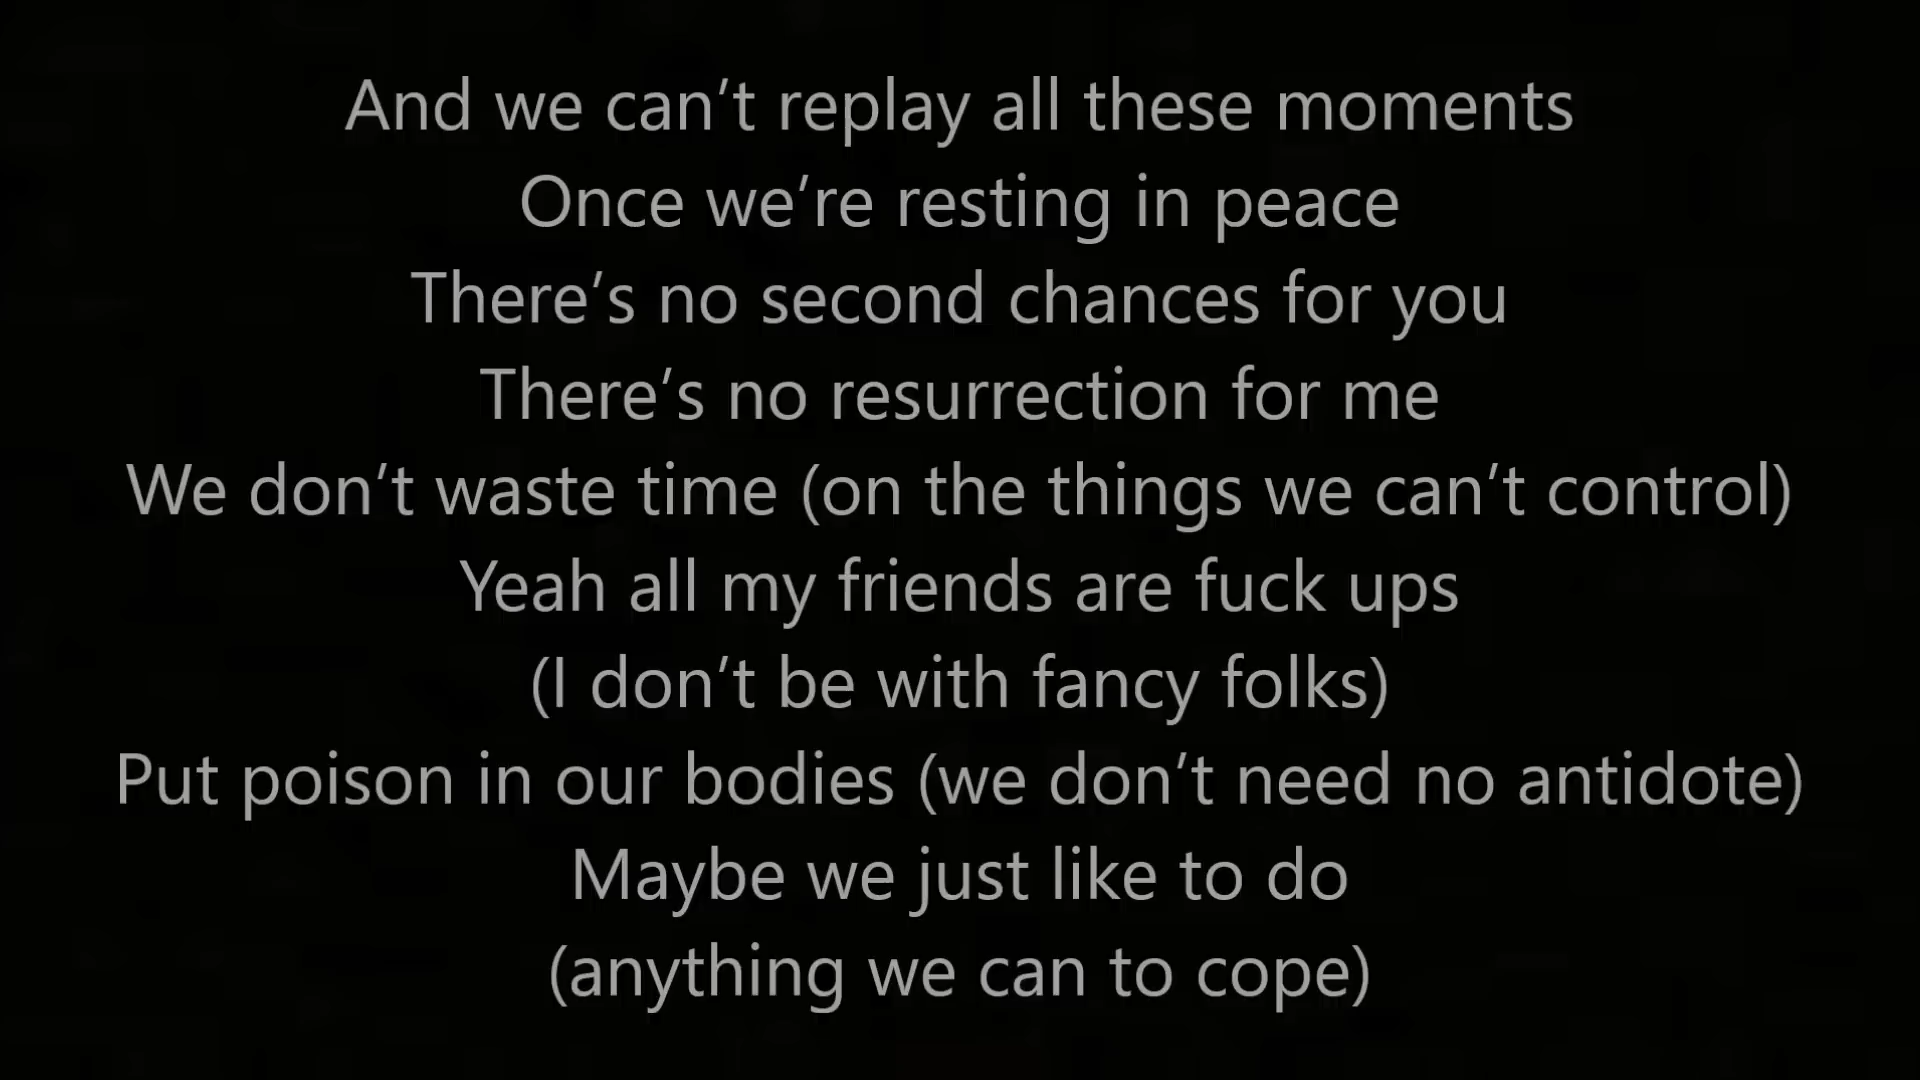 And we can’t replay all these moments
Once we’re resting in peace
There’s no second chances for you
There’s no resurrection for me
We don’t waste time (on the things we can’t control)
Yeah all my friends are fuck ups
(I don’t be with fancy folks)
Put poison in our bodies (we don’t need no antidote)
Maybe we just like to do
(anything we can to cope)